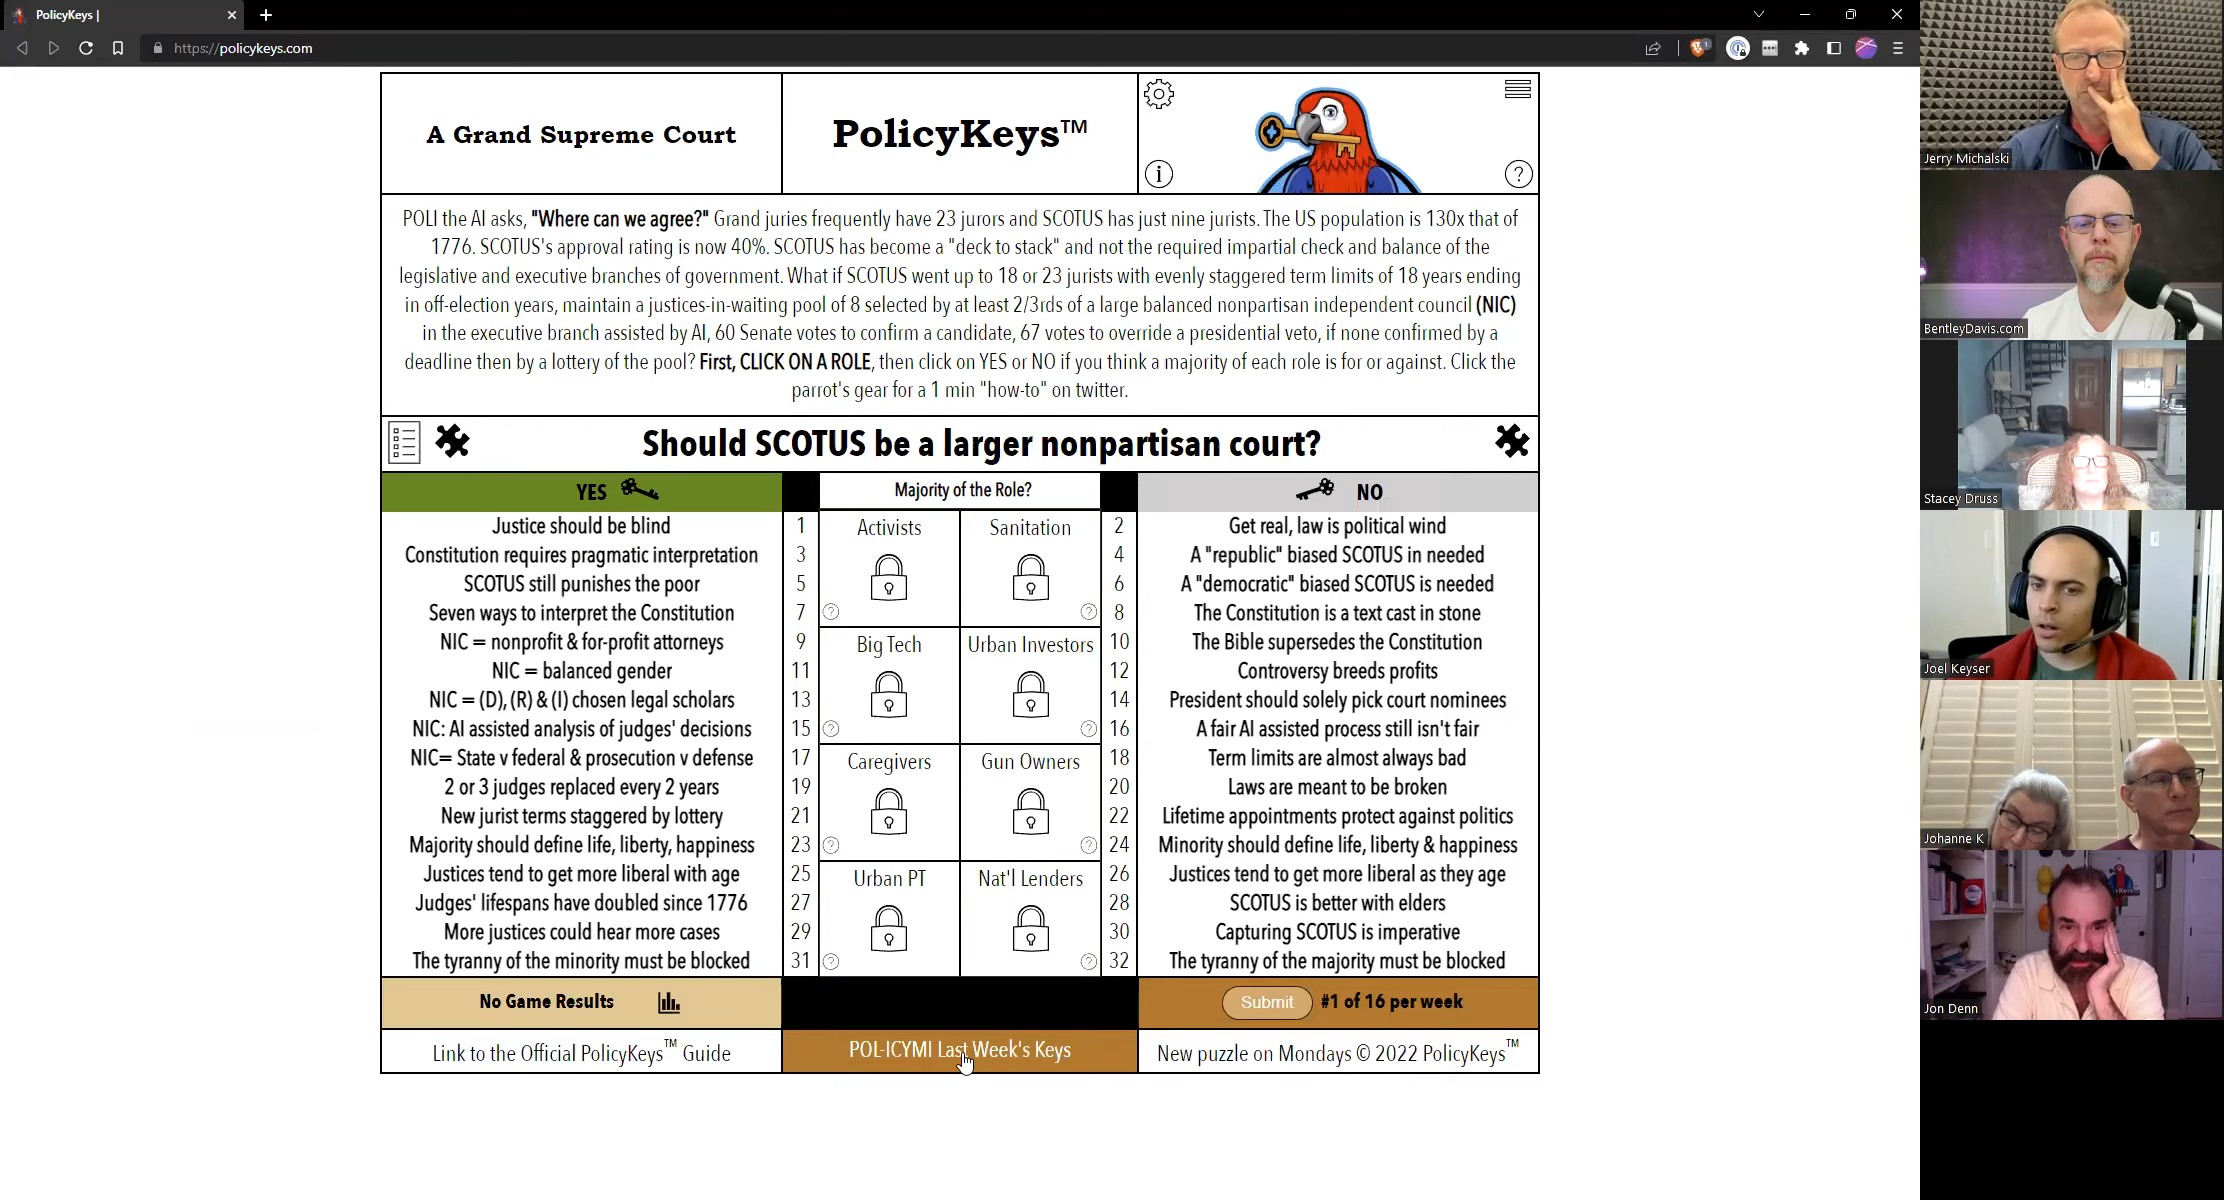 PolicyKeys |
https://policykeys.com
A Grand Supreme Court
PolicyKeys™
POLI the AI asks, "Where can we agree?" Grand juries frequently have 23 jurors and SCOTUS has just nine jurists. The US population is 130x that of
1776. SCOTUS's approval rating is now 40%. SCOTUS has become a "deck to stack" and not the required impartial check and balance of the
legislative and executive branches of government. What if SCOTUS went up to 18 or 23 jurists with evenly staggered term limits of 18 years ending
in off-election years, maintain a justices-in-waiting pool of 8 selected by at least 2/3rds of a large balanced nonpartisan independent council (NIC)
in the executive branch assisted by AI, 60 Senate votes to confirm a candidate, 67 votes to override a presidential veto, if none confirmed by a
deadline then by a lottery of the pool? First, CLICK ON A ROLE, then click on YES or NO if you think a majority of each role is for or against. Click the
parrot's gear for a 1 min "how-to" on twitter.
Should SCOTUS be a larger nonpartisan court?
YES
Justice should be blind 1
Constitution requires pragmatic interpretation 3
SCOTUS still punishes the poor 5
Seven ways to interpret the Constitution 7
NIC = nonprofit & for-profit attorneys 9
NIC = balanced gender 11
NIC = (D), (R) & (I) chosen legal scholars 13
NIC: AI assisted analysis of judges' decisions 15
NIC= State v federal & prosecution v defense 17
2 or 3 judges replaced every 2 years 19
New jurist terms staggered by lottery 21
Majority should define life, liberty, happiness 23
Justices tend to get more liberal with age 25
Judges' lifespans have doubled since 1776 27
More justices could hear more cases 29
The tyranny of the minority must be blocked 31
Majority of the Role?
Activists Sanitation
? ?
Big Tech Urban Investors
? ?
Caregivers Gun Owners
? ?
Urban PT Nat'l Lenders
? ?
NO
2 Get real, law is political wind
4 A "republic" biased SCOTUS in needed
6 A "democratic" biased SCOTUS is needed
8 The Constitution is a text cast in stone
10 The Bible supersedes the Constitution
12 Controversy breeds profits
14 President should solely pick court nominees
16 A fair AI assisted process still isn't fair
18 Term limits are almost always bad
20 Laws are meant to be broken
22 Lifetime appointments protect against politics
24 Minority should define life, liberty & happiness
26 Justices tend to get more liberal as they age
28 SCOTUS is better with elders
30 Capturing SCOTUS is imperative
32 The tyranny of the majority must be blocked
No Game Results
Submit #1 of 16 per week
Link to the Official PolicyKeys™ Guide
POL-ICYMI Last Week's Keys
New puzzle on Mondays © 2022 PolicyKeys™
Jerry Michalski
BentleyDavis.com
Stacey Druss
Joel Keyser
Johanne K
Jon Denn